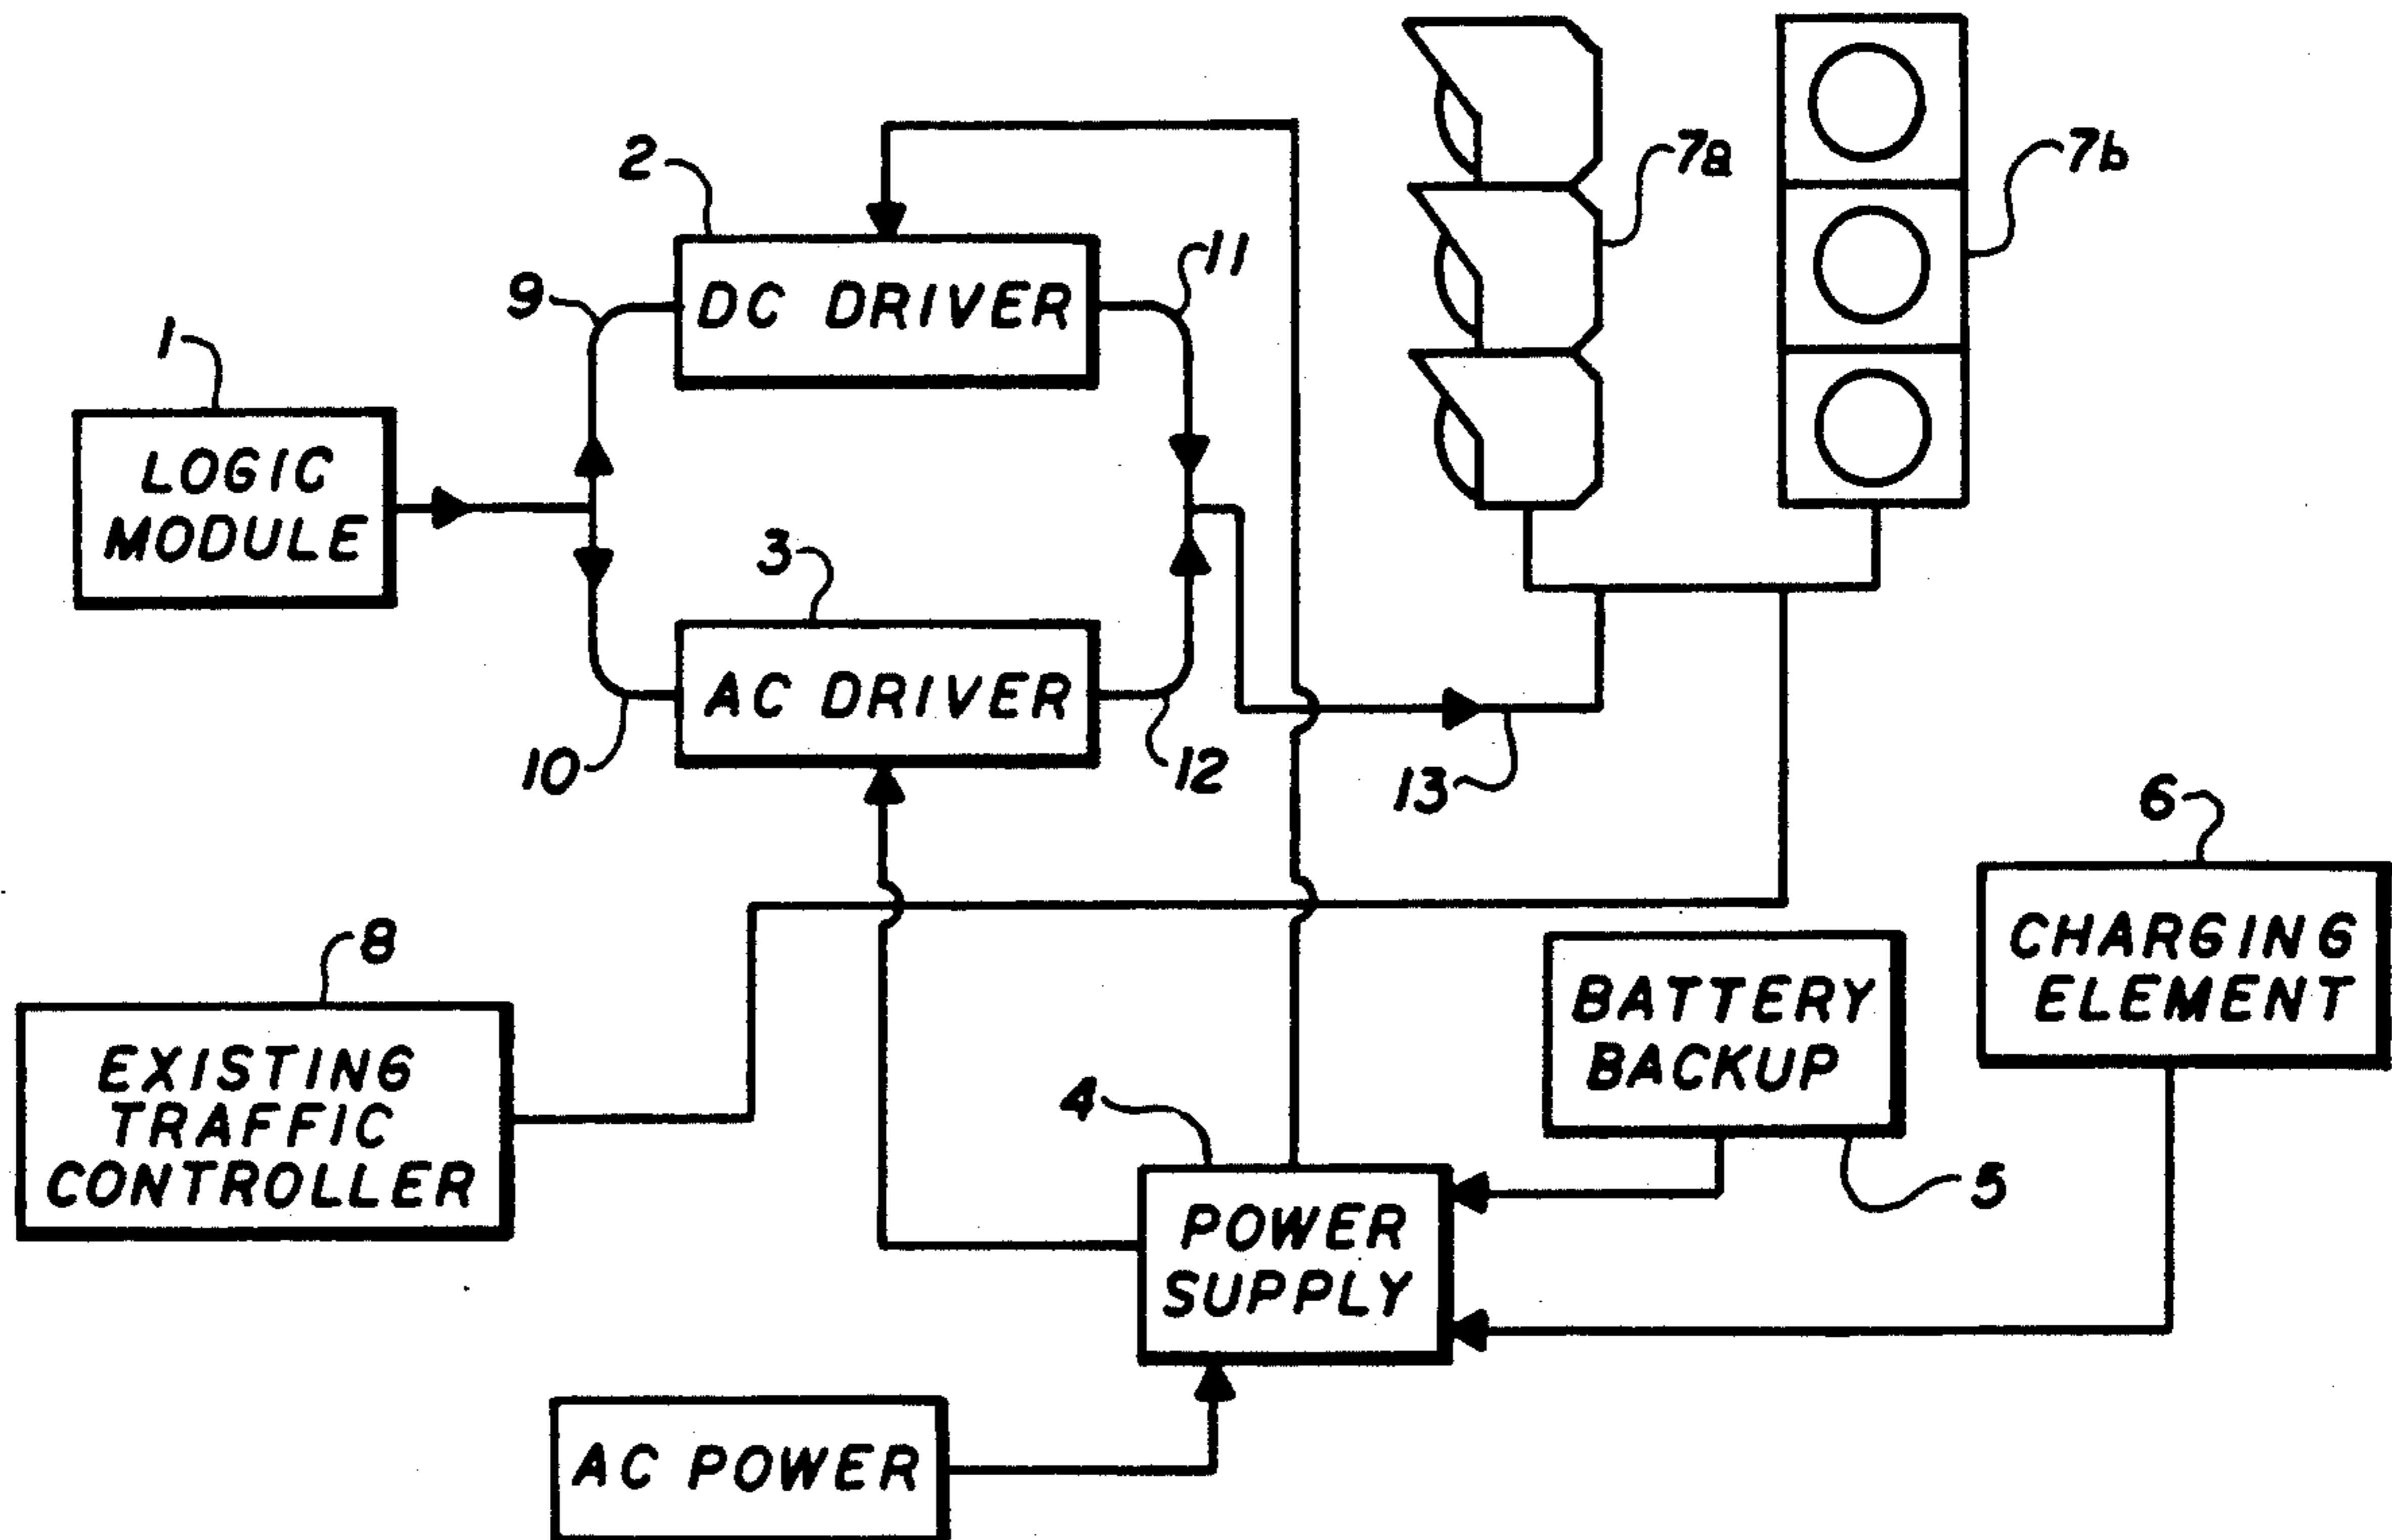 7a
7b
2
11
9
DC DRIVER
1
LOGIC
MODULE
3
AC DRIVER
10
12
13
6
CHARGING
ELEMENT
8
BATTERY
BACKUP
EXISTING
TRAFFIC
CONTROLLER
4
5
POWER
SUPPLY
AC POWER